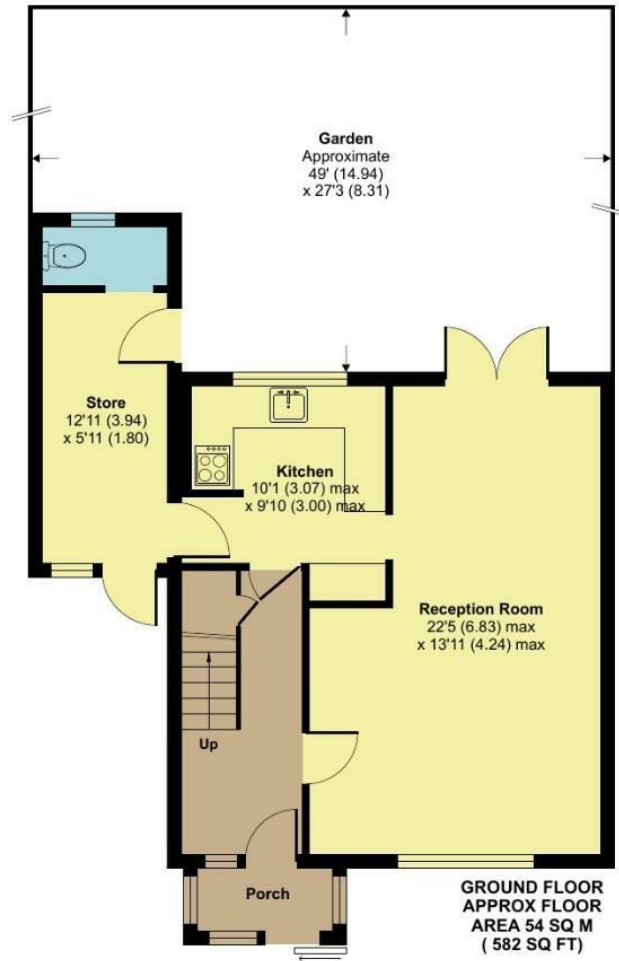 Garden
Approximate
49' (14.94)
x 27'3 (8.31)
Store
12'11 (3.94)
x 5'11 (1.80)
Kitchen
10'1 (3.07) max
x 9'10 (3.00) max
Reception Room
22'5 (6.83) max
x 13'11 (4.24) max
Up
Porch
GROUND FLOOR
APPROX FLOOR
AREA 54 SQ M
( 582 SQ FT)